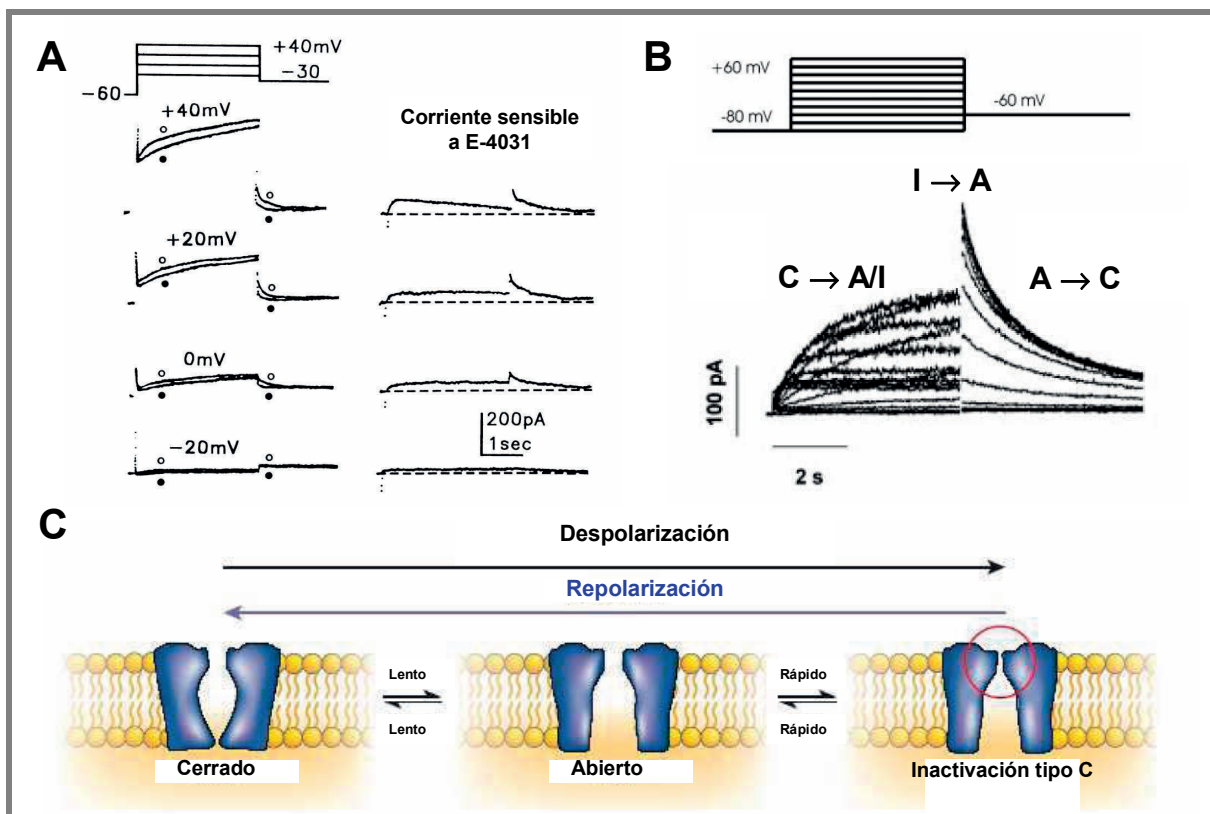 A
+40mV
−30
−60
+40mV
Corriente sensible
a E-4031
+20mV
0mV
200pA
1sec
−20mV
B
+60 mV
-80 mV
-60 mV
I → A
C → A/I
A → C
100 pA
2 s
C
Despolarización
Repolarización
Lento
Lento
Rápido
Rápido
Cerrado
Abierto
Inactivación tipo C